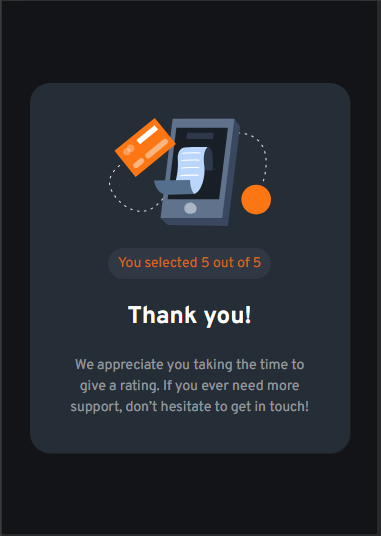 You selected 5 out of 5
Thank you!
We appreciate you taking the time to
give a rating. If you ever need more
support, don’t hesitate to get in touch!